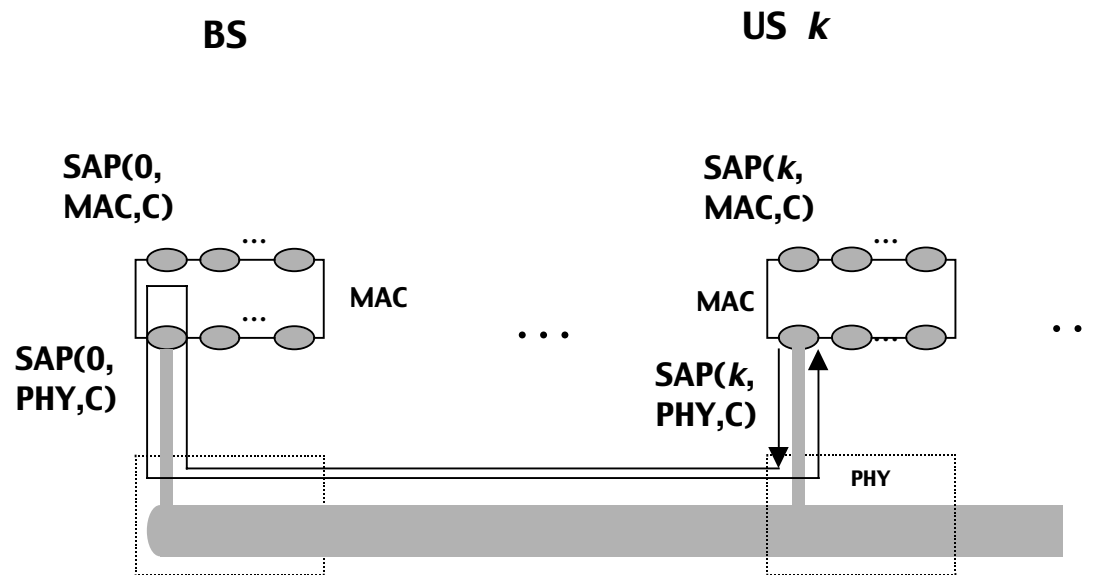 BS
US k
SAP(0,
MAC,C)
SAP(k,
MAC,C)
...
...
MAC
MAC
...
...
...
..
SAP(0,
PHY,C)
SAP(k,
PHY,C)
PHY